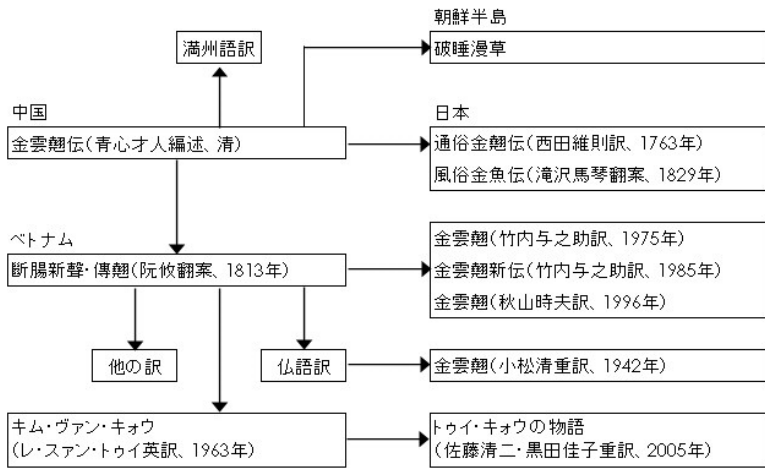 朝鮮半島
満州語訳
破睡漫草
中国
日本
金雲翹伝(青心才人編述、清)
通俗金翹伝(西田維則訳、1763年)
風俗金魚伝(滝沢馬琴翻案、1829年)
ベトナム
金雲翹(竹内与之助訳、1975年)
斷腸新聲・傳翹(阮攸翻案、1813年)
金雲翹新伝(竹内与之助訳、1985年)
金雲翹(秋山時夫訳、1996年)
他の訳
仏語訳
金雲翹(小松清重訳、1942年)
キム・ヴァン・キョウ
(レ・スァン・トゥイ英訳、1963年)
トゥイ・キョウの物語
(佐藤清二・黒田佳子重訳、2005年)